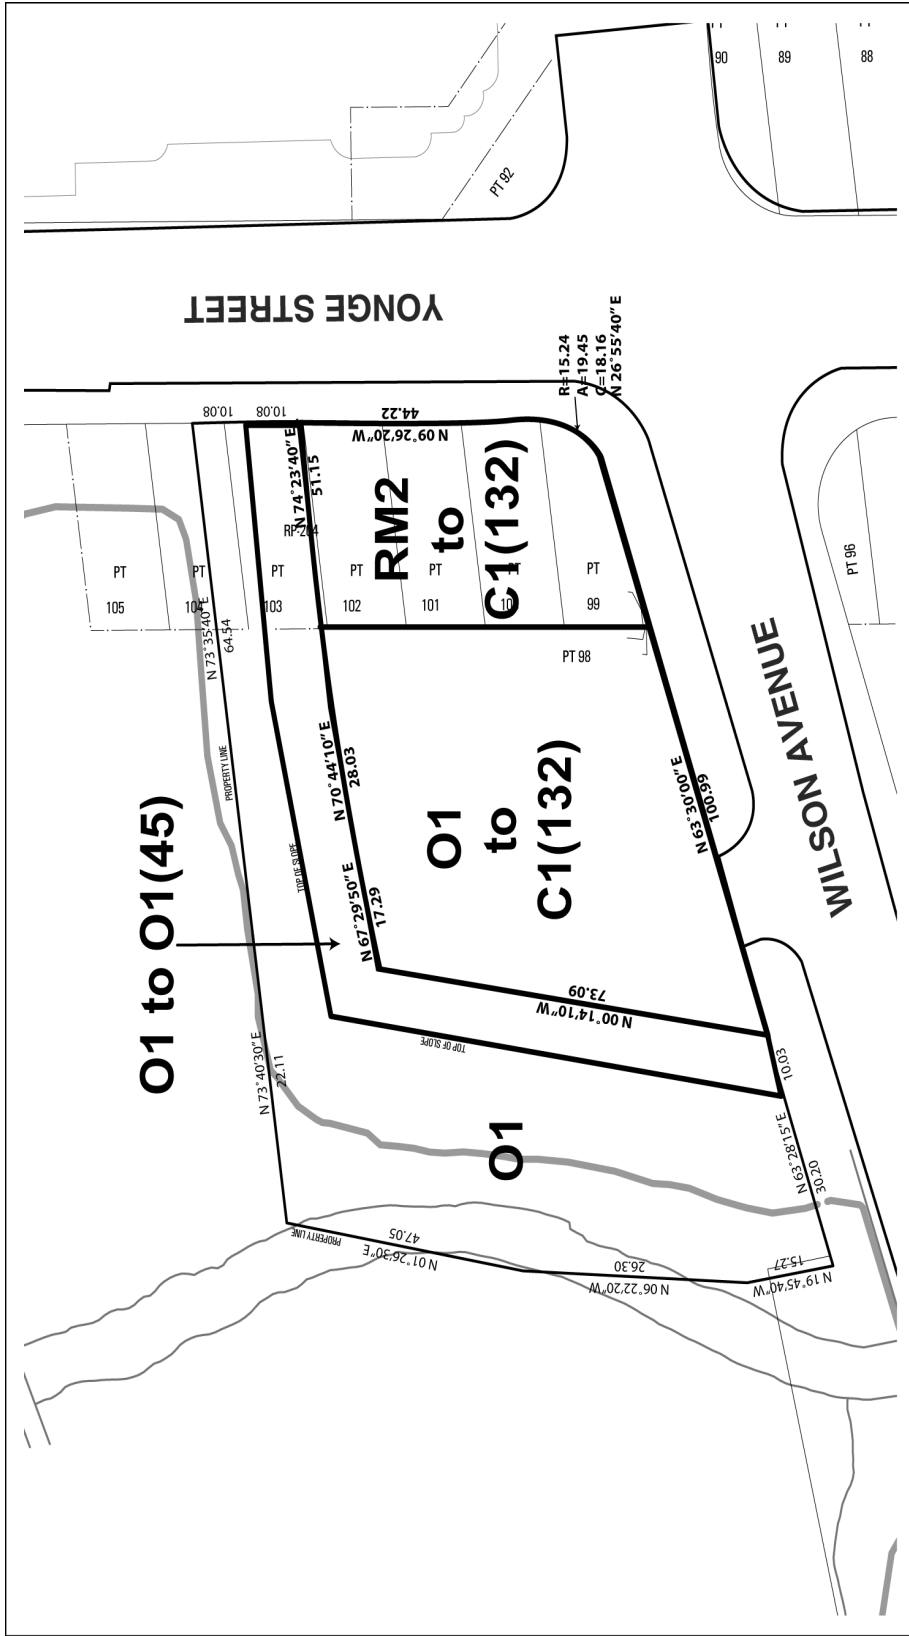 90
89
88
PT 92
YONGE STREET
R=15.24
A=19.45
C=18.16
N 26°55'40" E
10.08
10.08
44.22
N 09°26'20"W
N 74°23'40" E
51.15
RP-204
RM2
to
C1(132)
PT
105
PT
104
PT
103
PT
102
PT
101
PT
99
PT 98
PT 96
N 73°35'40" E
64.54
PROPERTY LINE
WILSON AVENUE
N 70°44'10" E
28.03
N 63°30'00" E
100.99
O1
to
C1(132)
O1 to O1(45)
TOP OF SLOPE
N 67°29'50" E
17.29
73.09
N 00°14'10"W
TOP OF SLOPE
N 73°40'30" E
22.11
10.03
O1
N 63°28'15"E
30.20
PROPERTY LINE
47.05
N 01°26'30"E
26.30
N 06°22'20"W
15.27
N 19°45'40"W